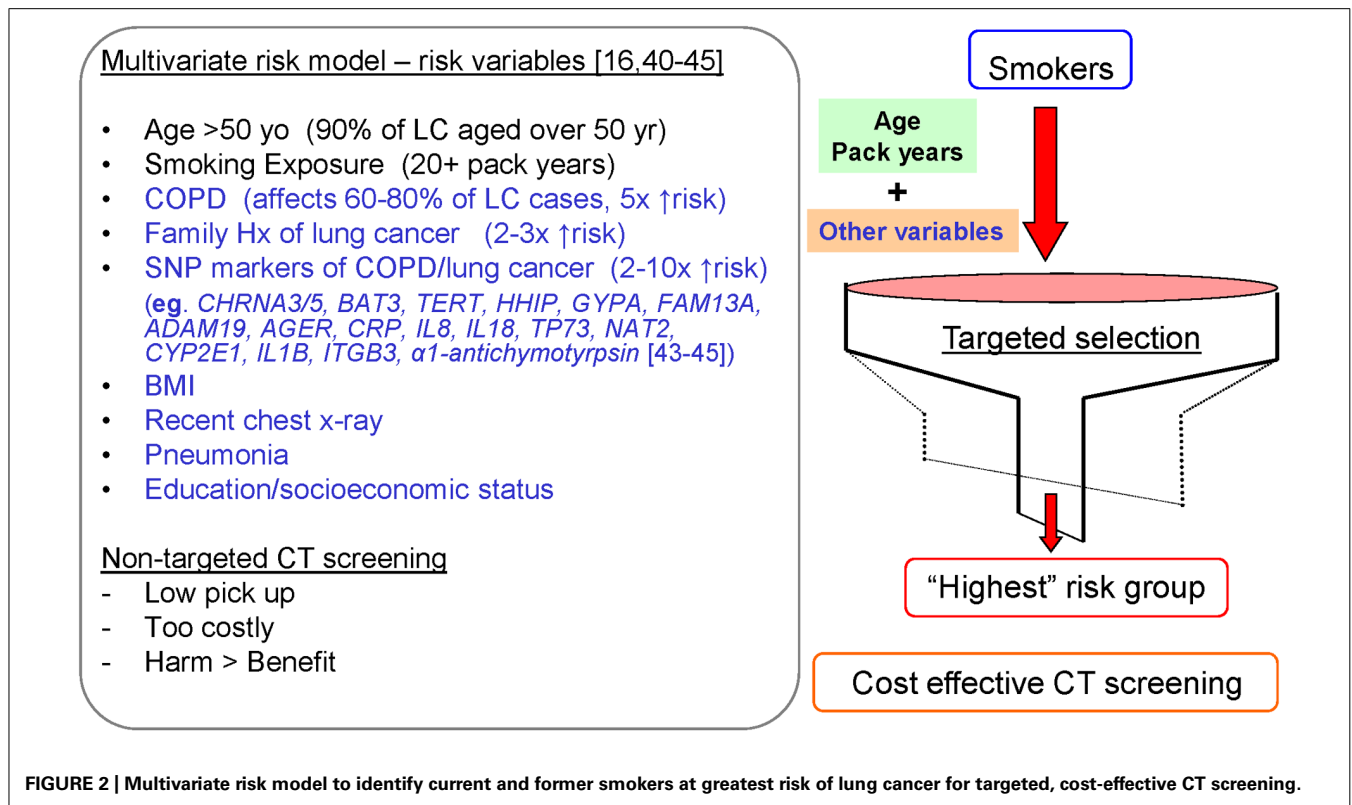 Multivariate risk model – risk variables [16,40-45]
• Age >50 yo (90% of LC aged over 50 yr)
• Smoking Exposure (20+ pack years)
• COPD (affects 60-80% of LC cases, 5x ↑risk)
• Family Hx of lung cancer (2-3x ↑risk)
• SNP markers of COPD/lung cancer (2-10x ↑risk)
(eg. CHRNA3/5, BAT3, TERT, HHIP, GYPA, FAM13A,
ADAM19, AGER, CRP, IL8, IL18, TP73, NAT2,
CYP2E1, IL1B, ITGB3, α1-antichymotyrpsin [43-45])
• BMI
• Recent chest x-ray
• Pneumonia
• Education/socioeconomic status
Non-targeted CT screening
- Low pick up
- Too costly
- Harm > Benefit
Smokers
Age
Pack years
+
Other variables
Targeted selection
“Highest” risk group
Cost effective CT screening
FIGURE 2 | Multivariate risk model to identify current and former smokers at greatest risk of lung cancer for targeted, cost-effective CT screening.